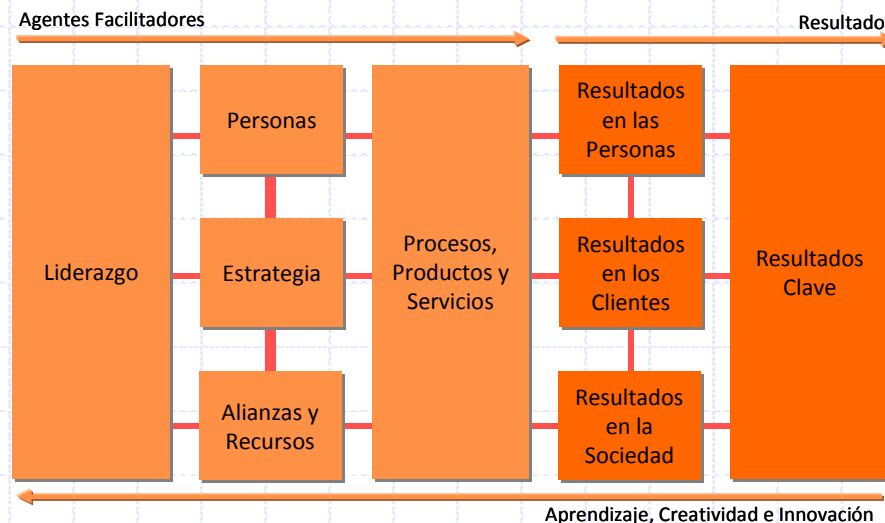 Agentes Facilitadores
Resultado
Liderazgo
Personas
Estrategia
Alianzas y
Recursos
Procesos,
Productos y
Servicios
Resultados
en las
Personas
Resultados
en los
Clientes
Resultados
en la
Sociedad
Resultados
Clave
Aprendizaje, Creatividad e Innovación